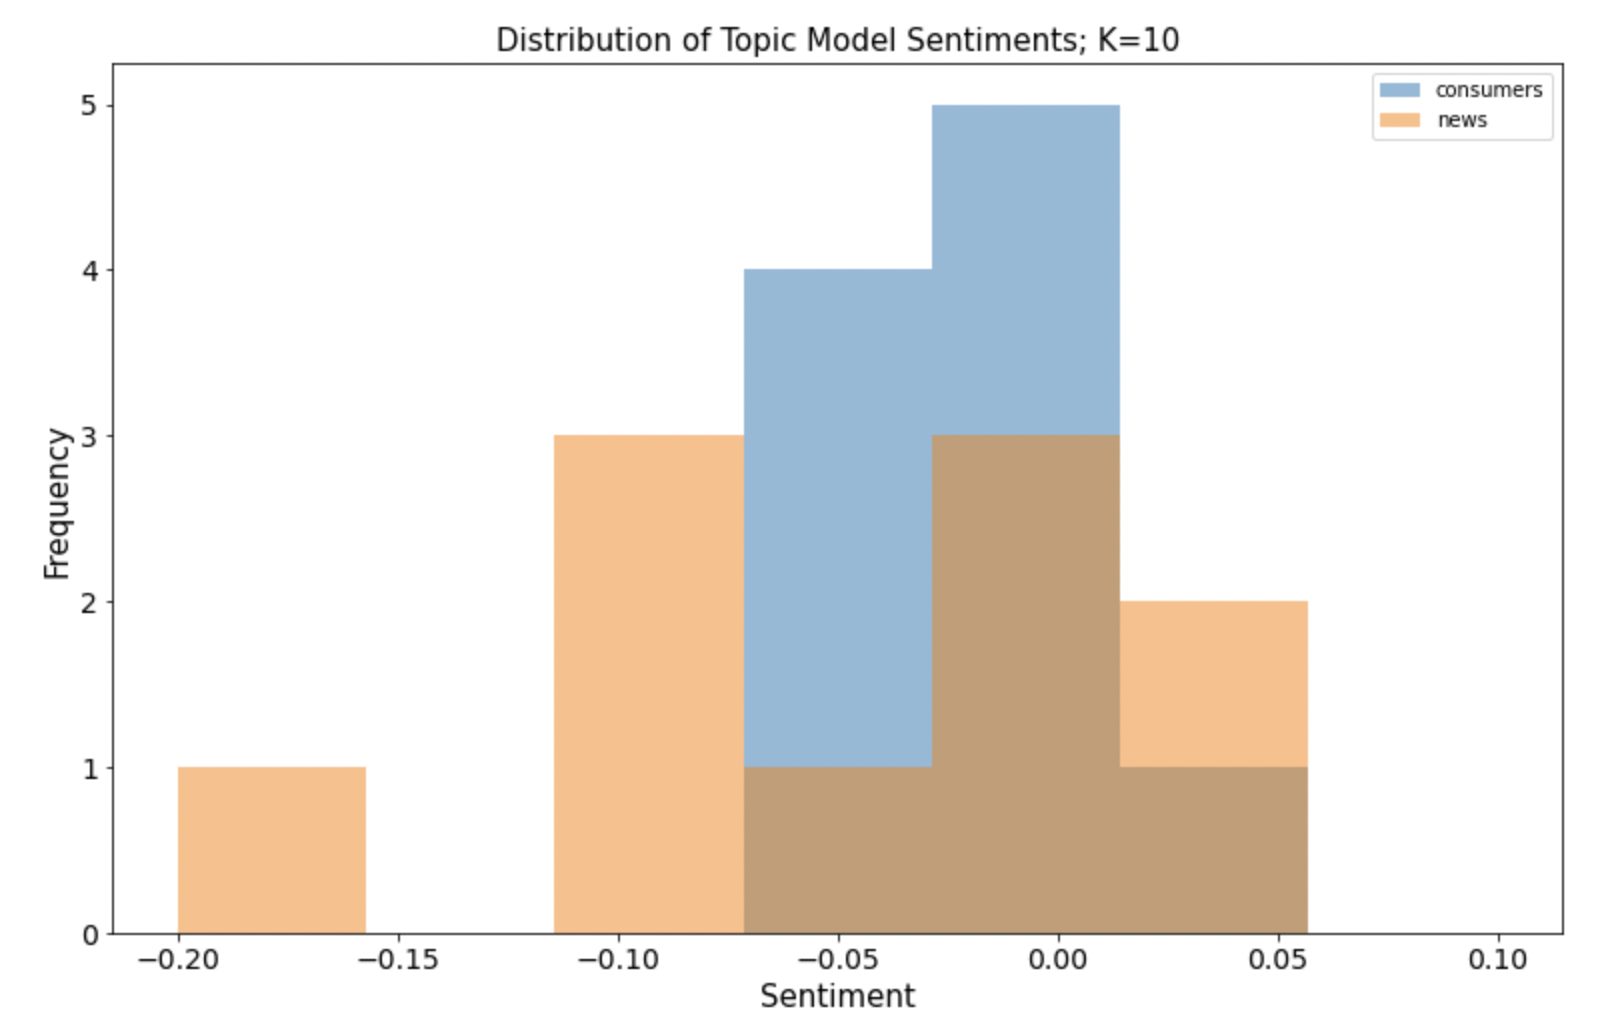 Distribution of Topic Model Sentiments; K=10
consumers
news
Frequency
5
4
3
2
1
0
−0.20 −0.15 −0.10 −0.05 0.00 0.05 0.10
Sentiment